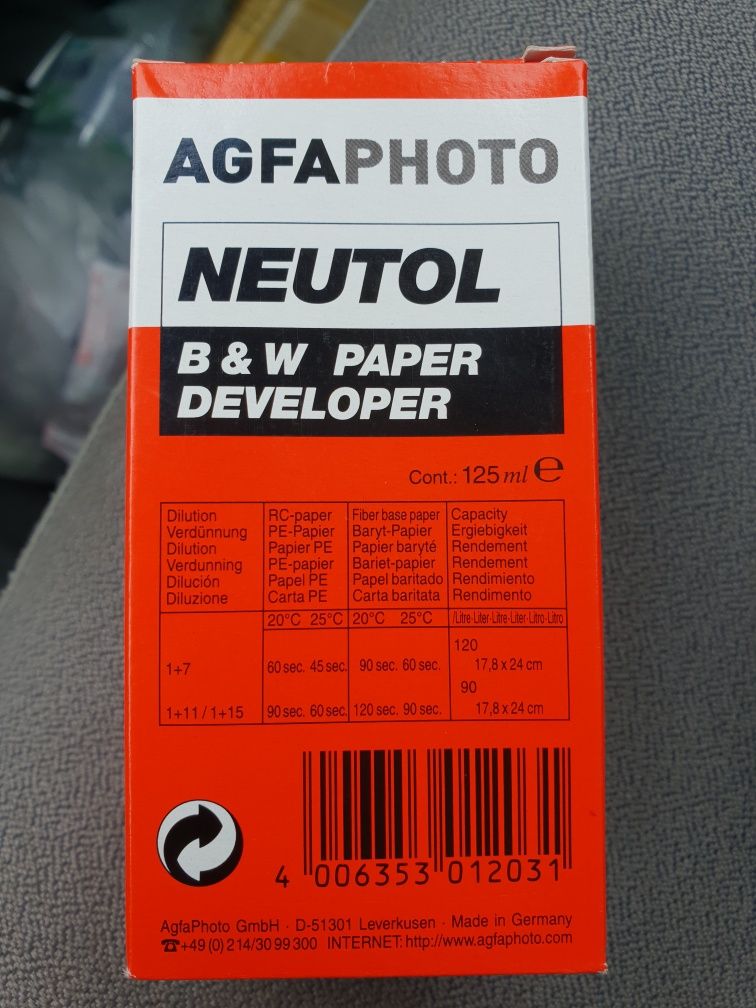 AGFAPHOTO
NEUTOL
B & W PAPER
DEVELOPER
Cont.: 125 ml ℮
Dilution RC-paper Fiber base paper Capacity
Verdünnung PE-Papier Baryt-Papier Ergiebigkeit
Dilution Papier PE Papier baryté Rendement
Verdunning PE-papier Bariet-papier Rendement
Dilución Papel PE Papel baritado Rendimiento
Diluzione Carta PE Carta baritata Rendimento
20°C 25°C 20°C 25°C /Litre·Liter·Litre·Liter·Litro·Litro
120
1+7 60 sec. 45 sec. 90 sec. 60 sec. 17,8 x 24 cm
90
1+11 / 1+15 90 sec. 60 sec. 120 sec. 90 sec. 17,8 x 24 cm
4 006353 012031
AgfaPhoto GmbH · D-51301 Leverkusen · Made in Germany
☎+49 (0) 214/30 99 300 INTERNET: http://www.agfaphoto.com